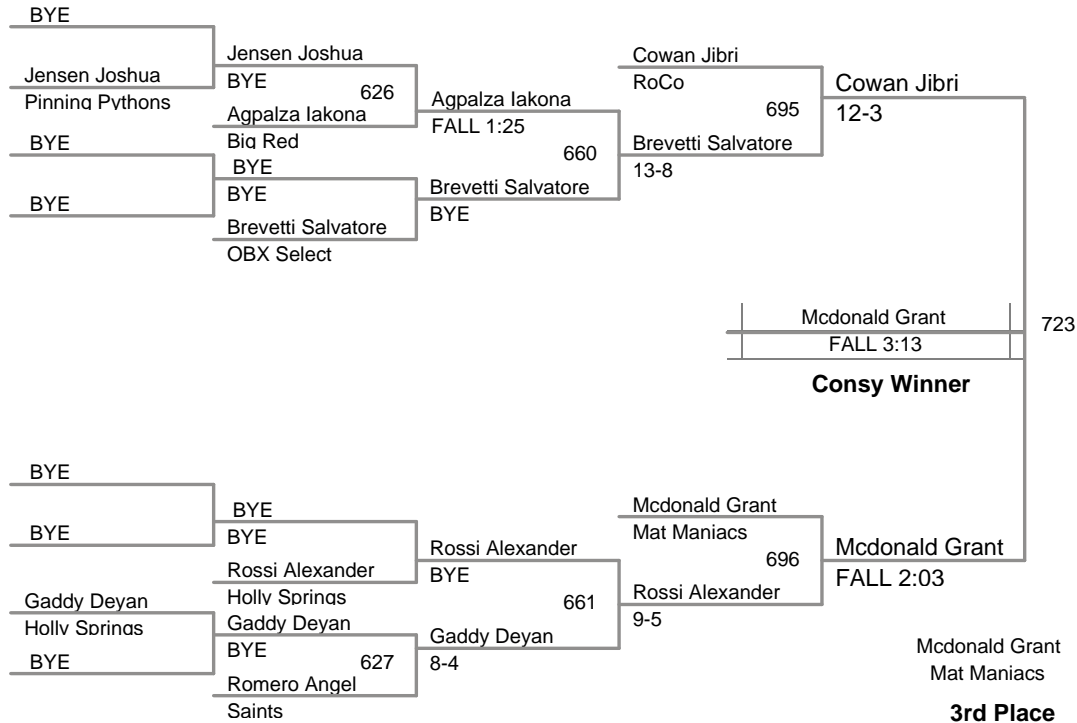 BYE
Jensen Joshua
Pinning Pythons
BYE
BYE
Jensen Joshua
BYE
626
Agpalza Iakona
Big Red
BYE
BYE
Brevetti Salvatore
OBX Select
Agpalza Iakona
FALL 1:25
660
Brevetti Salvatore
BYE
Cowan Jibri
RoCo
695
Brevetti Salvatore
13-8
Cowan Jibri
12-3
Mcdonald Grant
723
FALL 3:13
Consy Winner
BYE
BYE
Gaddy Deyan
Holly Springs
BYE
BYE
BYE
Rossi Alexander
Holly Springs
Gaddy Deyan
BYE
627
Romero Angel
Saints
Rossi Alexander
BYE
661
Gaddy Deyan
8-4
Mcdonald Grant
Mat Maniacs
696
Rossi Alexander
9-5
Mcdonald Grant
FALL 2:03
Mcdonald Grant
Mat Maniacs
3rd Place